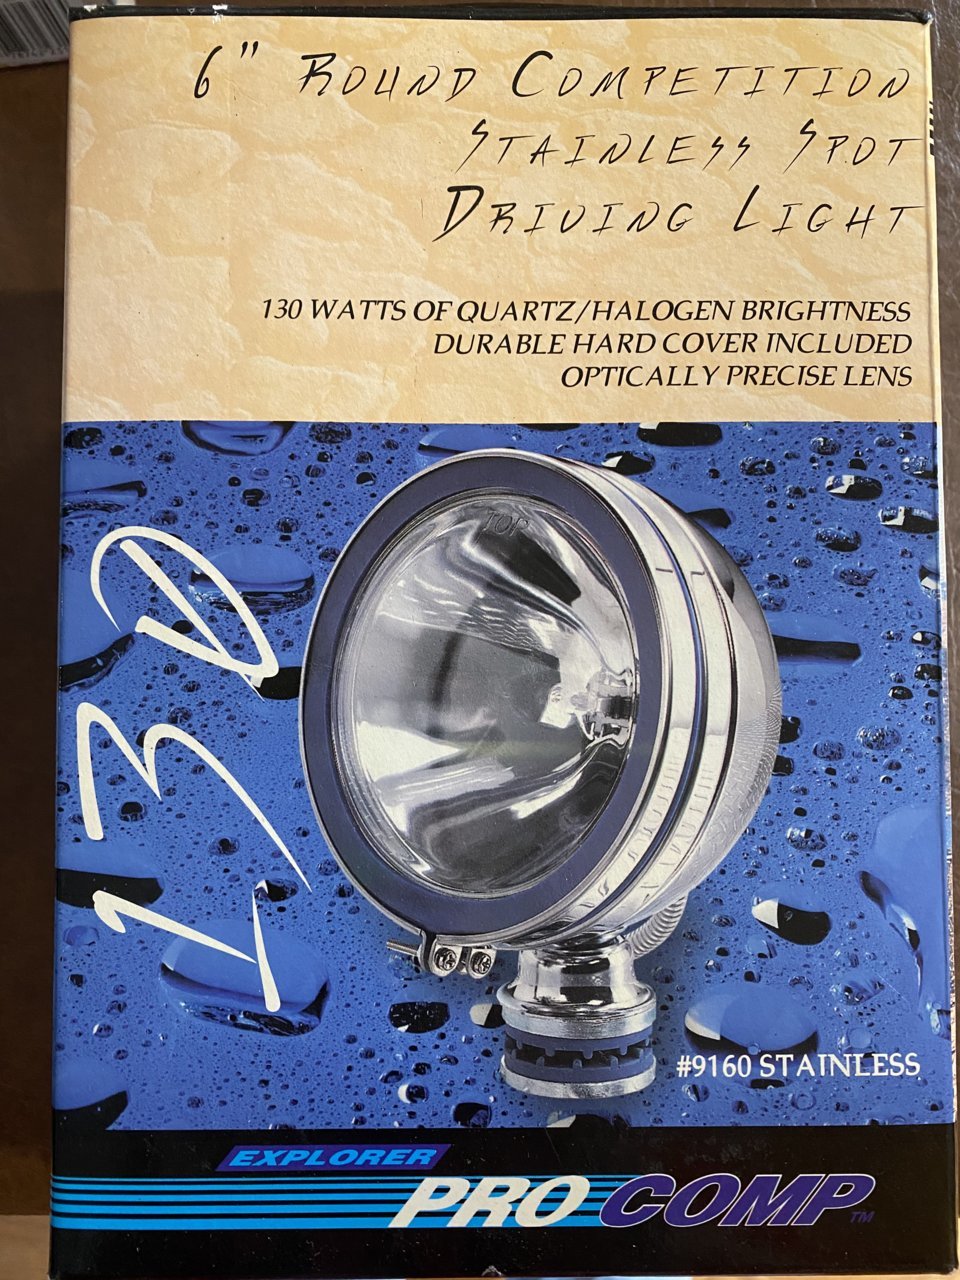 6" ROUND COMPETITION
STAINLESS SPOT
DRIVING LIGHT
130 WATTS OF QUARTZ/HALOGEN BRIGHTNESS
DURABLE HARD COVER INCLUDED
OPTICALLY PRECISE LENS
TOP
130
#9160 STAINLESS
EXPLORER
PRO COMP™